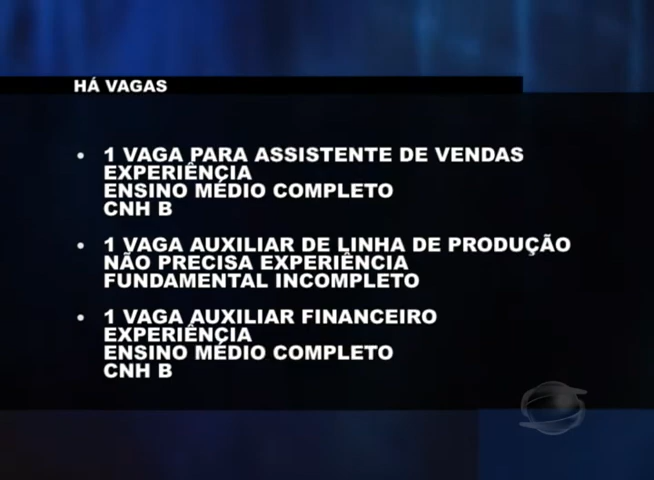 HÁ VAGAS
• 1 VAGA PARA ASSISTENTE DE VENDAS
EXPERIÊNCIA
ENSINO MÉDIO COMPLETO
CNH B
• 1 VAGA AUXILIAR DE LINHA DE PRODUÇÃO
NÃO PRECISA EXPERIÊNCIA
FUNDAMENTAL INCOMPLETO
• 1 VAGA AUXILIAR FINANCEIRO
EXPERIÊNCIA
ENSINO MÉDIO COMPLETO
CNH B